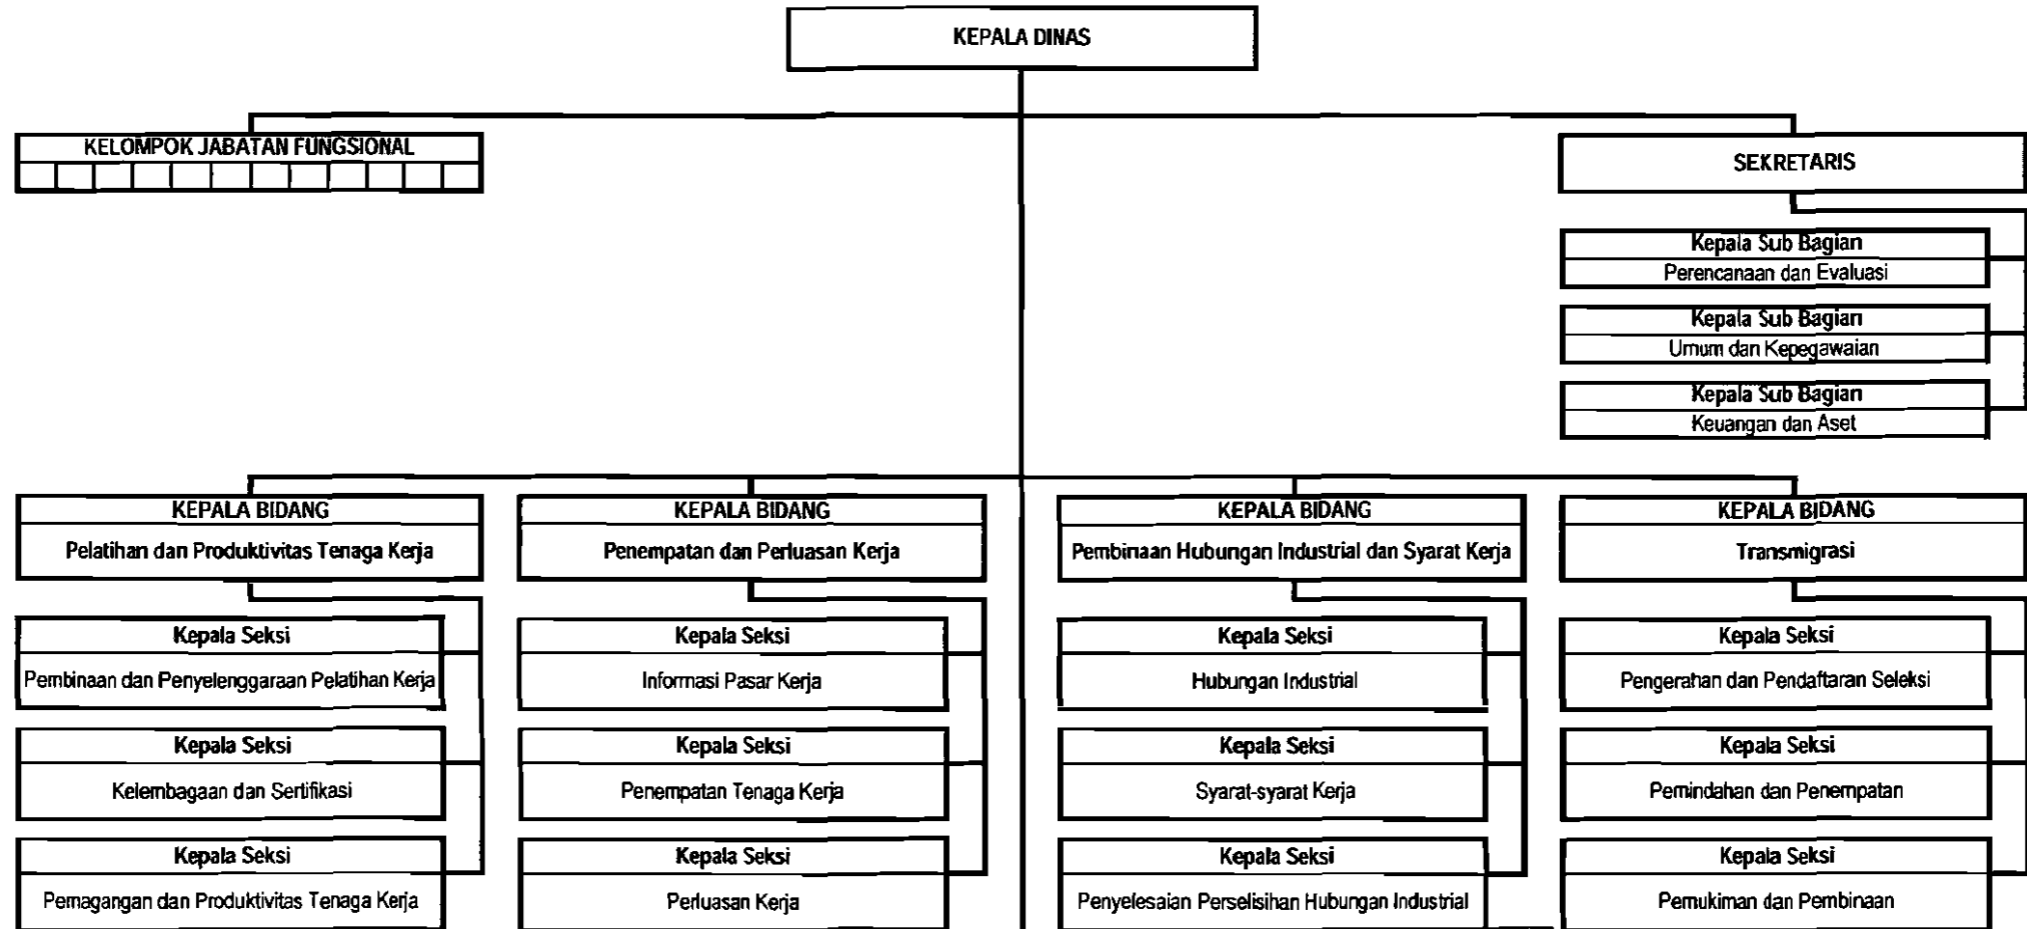 KEPALA DINAS
KELOMPOK JABATAN FUNGSIONAL
SEKRETARIS
Kepala Sub Bagian
Perencanaan dan Evaluasi
Kepala Sub Bagian
Umum dan Kepegawaian
Kepala Sub Bagian
Keuangan dan Aset
KEPALA BIDANG
Pelatihan dan Produktivitas Tenaga Kerja
Kepala Seksi
Pembinaan dan Penyelenggaraan Pelatihan Kerja
Kepala Seksi
Kelembagaan dan Sertifikasi
Kepala Seksi
Pemagangan dan Produktivitas Tenaga Kerja
KEPALA BIDANG
Penempatan dan Perluasan Kerja
Kepala Seksi
Informasi Pasar Kerja
Kepala Seksi
Penempatan Tenaga Kerja
Kepala Seksi
Perluasan Kerja
KEPALA BIDANG
Pembinaan Hubungan Industrial dan Syarat Kerja
Kepala Seksi
Hubungan Industrial
Kepala Seksi
Syarat-syarat Kerja
Kepala Seksi
Penyelesaian Perselisihan Hubungan Industrial
KEPALA BIDANG
Transmigrasi
Kepala Seksi
Pengerahan dan Pendaftaran Seleksi
Kepala Seksi
Pemindahan dan Penempatan
Kepala Seksi
Pemukiman dan Pembinaan